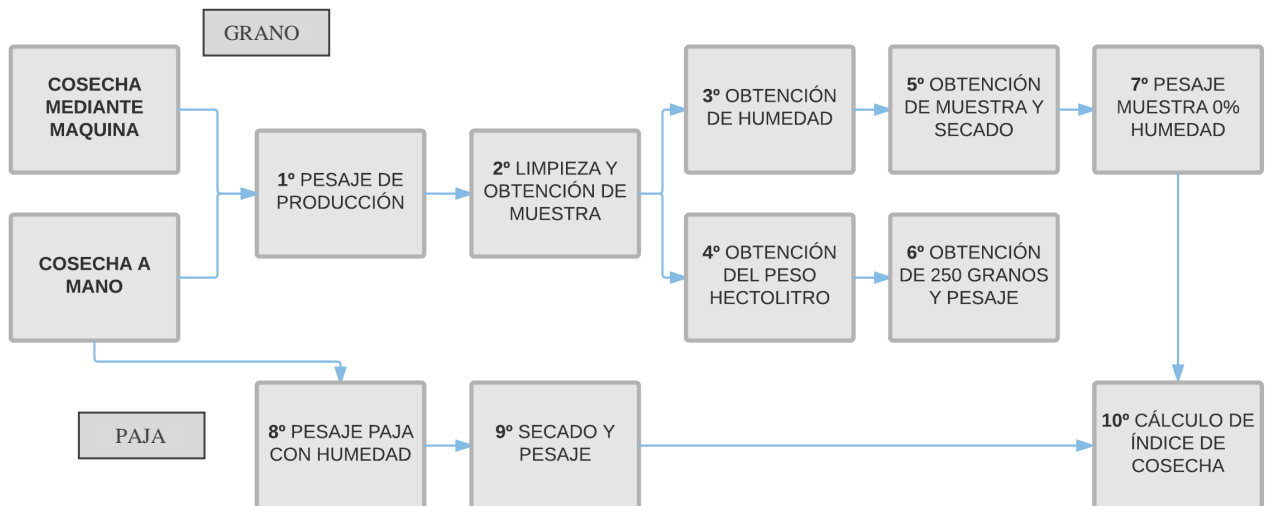 GRANO
COSECHA
MEDIANTE
MAQUINA
COSECHA A
MANO
1º PESAJE DE
PRODUCCIÓN
2º LIMPIEZA Y
OBTENCIÓN DE
MUESTRA
3º OBTENCIÓN
DE HUMEDAD
5º OBTENCIÓN
DE MUESTRA Y
SECADO
7º PESAJE
MUESTRA 0%
HUMEDAD
4º OBTENCIÓN
DEL PESO
HECTOLITRO
6º OBTENCIÓN
DE 250 GRANOS
Y PESAJE
PAJA
8º PESAJE PAJA
CON HUMEDAD
9º SECADO Y
PESAJE
10º CÁLCULO DE
ÍNDICE DE
COSECHA